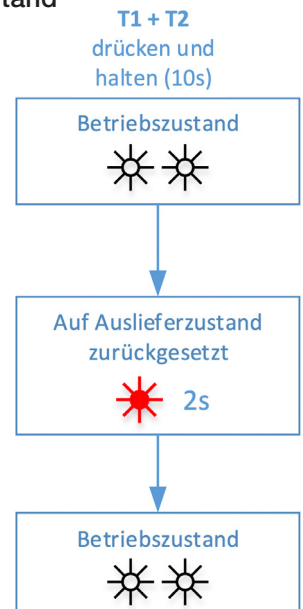 T1 + T2
drücken und
halten (10s)
Betriebszustand
Auf Auslieferzustand
zurückgesetzt
2s
Betriebszustand